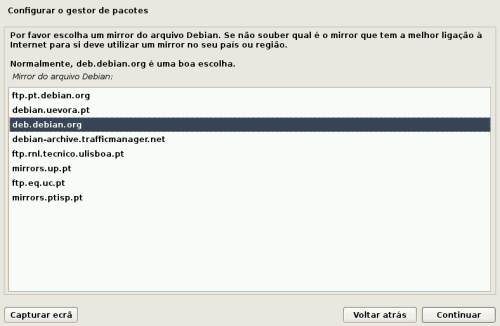 Configurar o gestor de pacotes
Por favor escolha um mirror do arquivo Debian. Se não souber qual é o mirror que tem a melhor ligação à
Internet para si deve utilizar um mirror no seu país ou região.
Normalmente, deb.debian.org é uma boa escolha.
Mirror do arquivo Debian:
ftp.pt.debian.org
debian.uevora.pt
deb.debian.org
debian-archive.trafficmanager.net
ftp.rnl.tecnico.ulisboa.pt
mirrors.up.pt
ftp.eq.uc.pt
mirrors.ptisp.pt
Capturar ecrã
Voltar atrás
Continuar